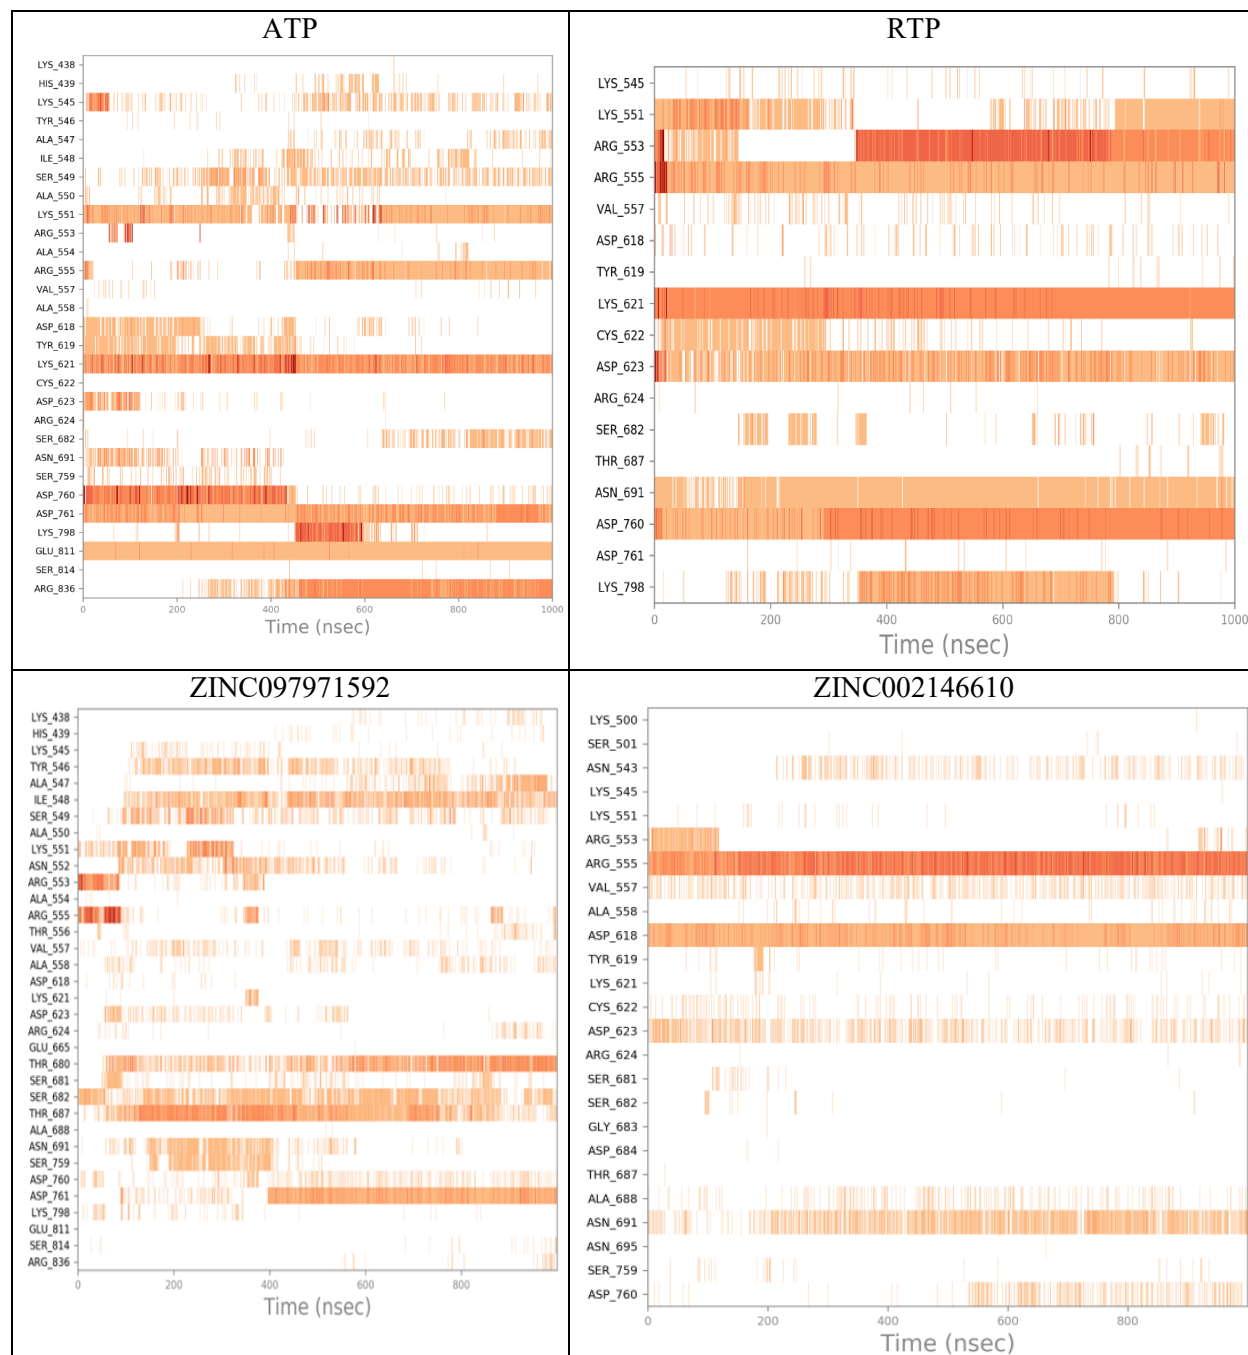 ATP
LYS_438
HIS_439
LYS_545
TYR_546
ALA_547
ILE_548
SER_549
ALA_550
LYS_551
ARG_553
ALA_554
ARG_555
VAL_557
ALA_558
ASP_618
TYR_619
LYS_621
CYS_622
ASP_623
ARG_624
SER_682
ASN_691
SER_759
ASP_760
ASP_761
LYS_798
GLU_811
SER_814
ARG_836
0 200 400 600 800 1000
Time (nsec)
RTP
LYS_545
LYS_551
ARG_553
ARG_555
VAL_557
ASP_618
TYR_619
LYS_621
CYS_622
ASP_623
ARG_624
SER_682
THR_687
ASN_691
ASP_760
ASP_761
LYS_798
0 200 400 600 800 1000
Time (nsec)
ZINC097971592
LYS_438
HIS_439
LYS_545
TYR_546
ALA_547
ILE_548
SER_549
ALA_550
LYS_551
ASN_552
ARG_553
ALA_554
ARG_555
THR_556
VAL_557
ALA_558
ASP_618
LYS_621
ASP_623
ARG_624
GLU_665
THR_680
SER_681
SER_682
THR_687
ALA_688
ASN_691
SER_759
ASP_760
ASP_761
LYS_798
GLU_811
SER_814
ARG_836
0 200 400 600 800
Time (nsec)
ZINC002146610
LYS_500
SER_501
ASN_543
LYS_545
LYS_551
ARG_553
ARG_555
VAL_557
ALA_558
ASP_618
TYR_619
LYS_621
CYS_622
ASP_623
ARG_624
SER_681
SER_682
GLY_683
ASP_684
THR_687
ALA_688
ASN_691
ASN_695
SER_759
ASP_760
0 200 400 600 800
Time (nsec)